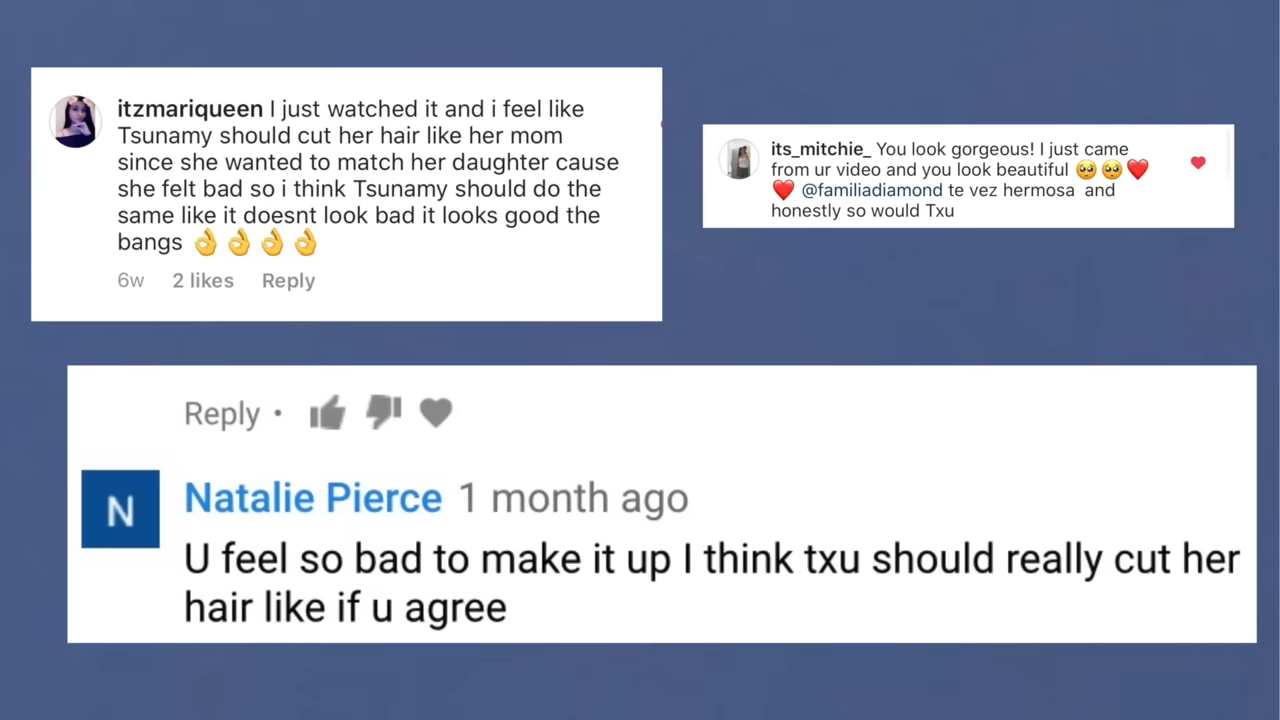 itzmariqueen I just watched it and i feel like
Tsunamy should cut her hair like her mom
since she wanted to match her daughter cause
she felt bad so i think Tsunamy should do the
same like it doesnt look bad it looks good the
bangs 👌👌👌👌
6w 2 likes Reply
its_mitchie_ You look gorgeous! I just came
from ur video and you look beautiful 🥺🥺❤️
❤️ @familiadiamond te vez hermosa and
honestly so would Txu
Reply •
N
Natalie Pierce 1 month ago
U feel so bad to make it up I think txu should really cut her
hair like if u agree